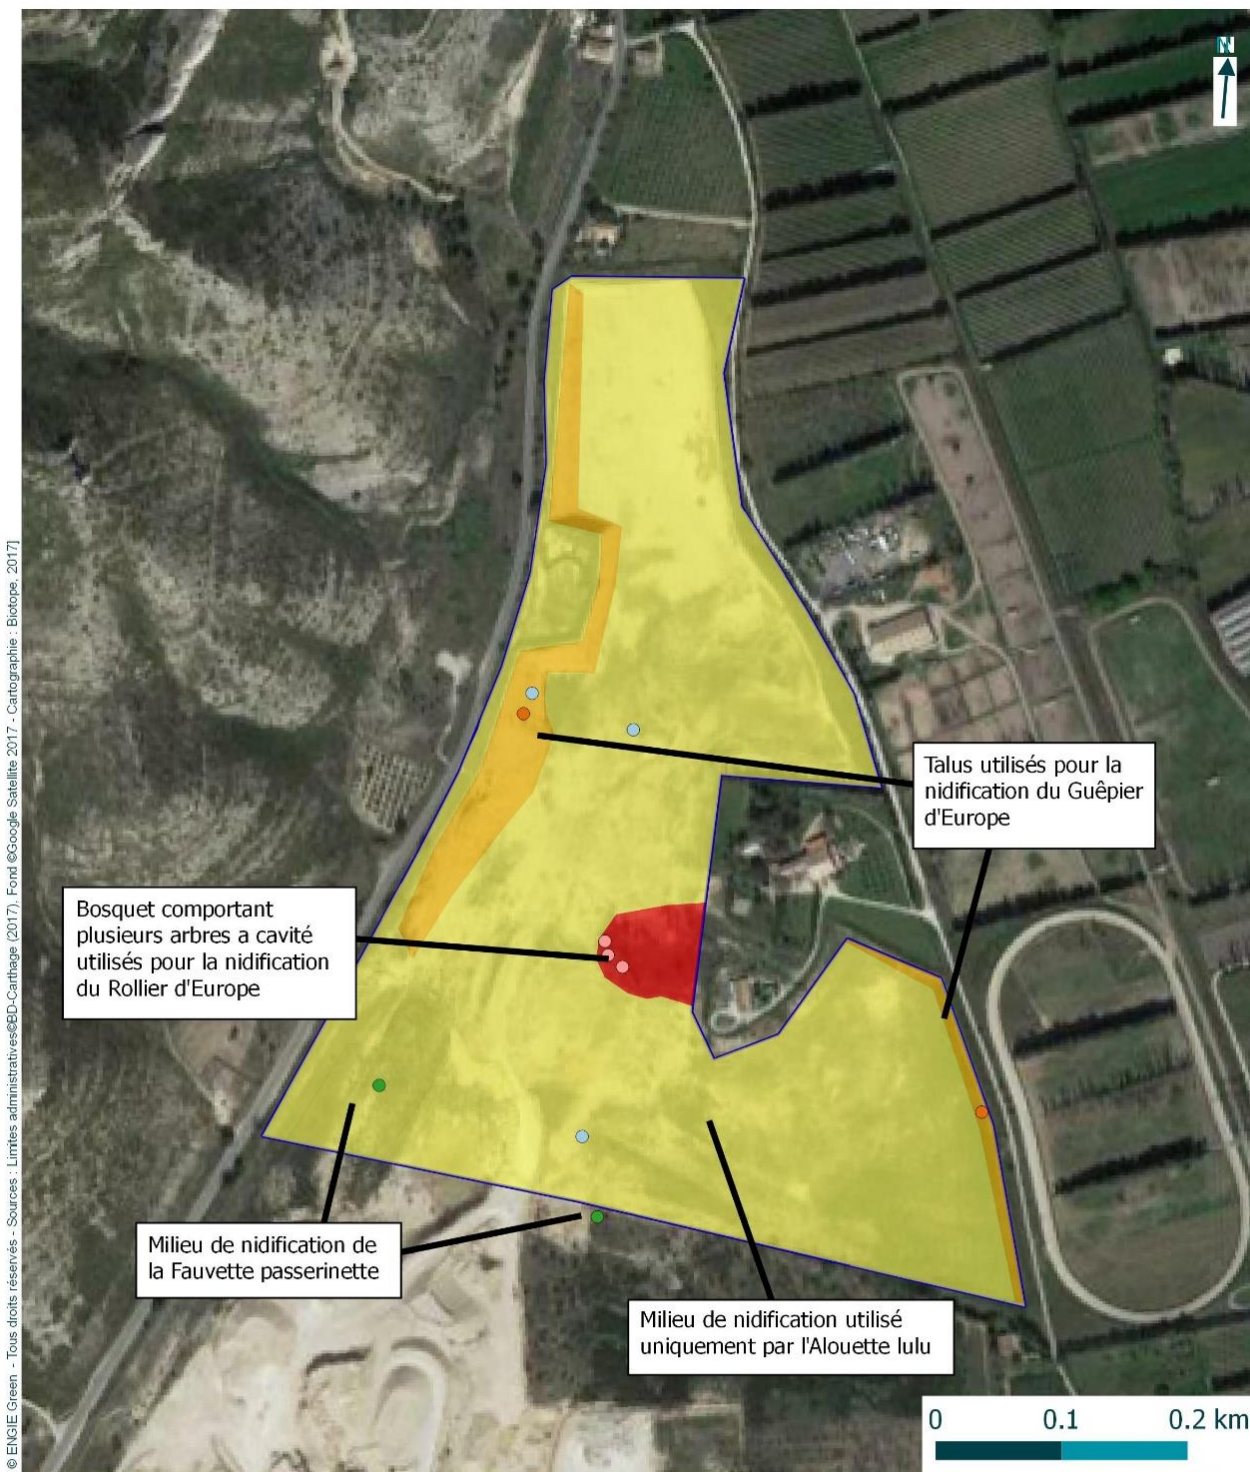 N
Talus utilisés pour la
nidification du Guêpier
d'Europe
Bosquet comportant
plusieurs arbres a cavité
utilisés pour la nidification
du Rollier d'Europe
Milieu de nidification de
la Fauvette passerinette
Milieu de nidification utilisé
uniquement par l'Alouette lulu
0 0.1 0.2 km
© ENGIE Green - Tous droits réservés - Sources : Limites administratives©BD-Carthage (2017), Fond ©Google Satellite 2017 - Cartographie : Biotope, 2017]